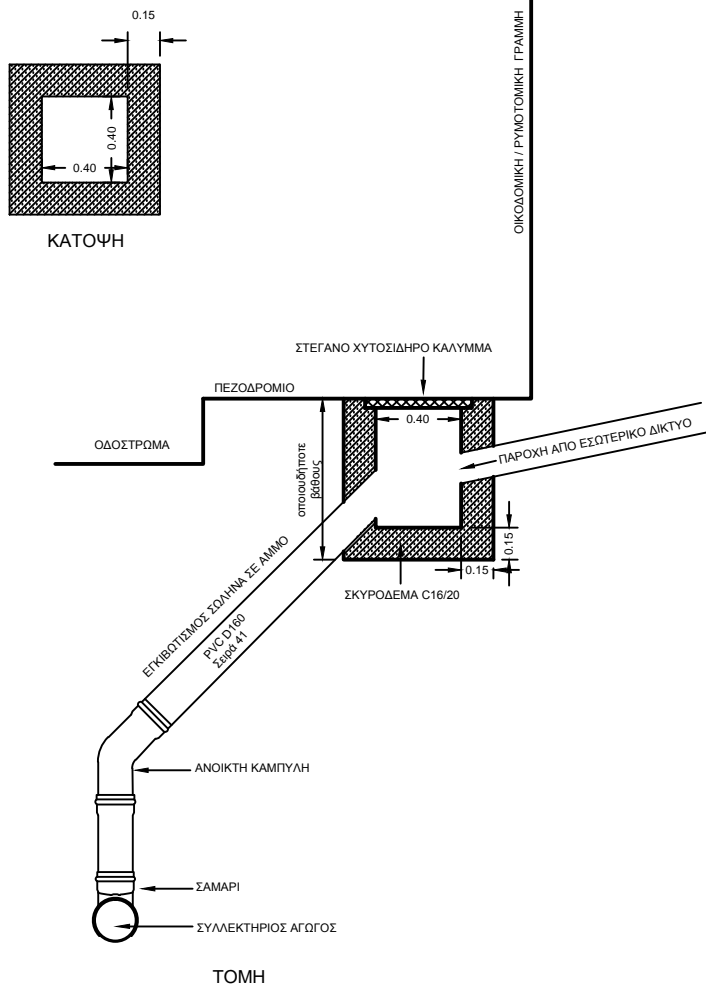 0.15
0.40
0.40
ΚΑΤΟΨΗ
ΟΙΚΟΔΟΜΙΚΗ / ΡΥΜΟΤΟΜΙΚΗ ΓΡΑΜΜΗ
ΣΤΕΓΑΝΟ ΧΥΤΟΣΙΔΗΡΟ ΚΑΛΥΜΜΑ
ΠΕΖΟΔΡΟΜΙΟ
0.40
ΟΔΟΣΤΡΩΜΑ
ΠΑΡΟΧΗ ΑΠΟ ΕΣΩΤΕΡΙΚΟ ΔΙΚΤΥΟ
οποιουδήποτε
βάθους
0.15
0.15
ΣΚΥΡΟΔΕΜΑ C16/20
ΕΓΚΙΒΩΤΙΣΜΟΣ ΣΩΛΗΝΑ ΣΕ ΑΜΜΟ
PVC D160
Σειρά 41
ΑΝΟΙΚΤΗ ΚΑΜΠΥΛΗ
ΣΑΜΑΡΙ
ΣΥΛΛΕΚΤΗΡΙΟΣ ΑΓΩΓΟΣ
ΤΟΜΗ